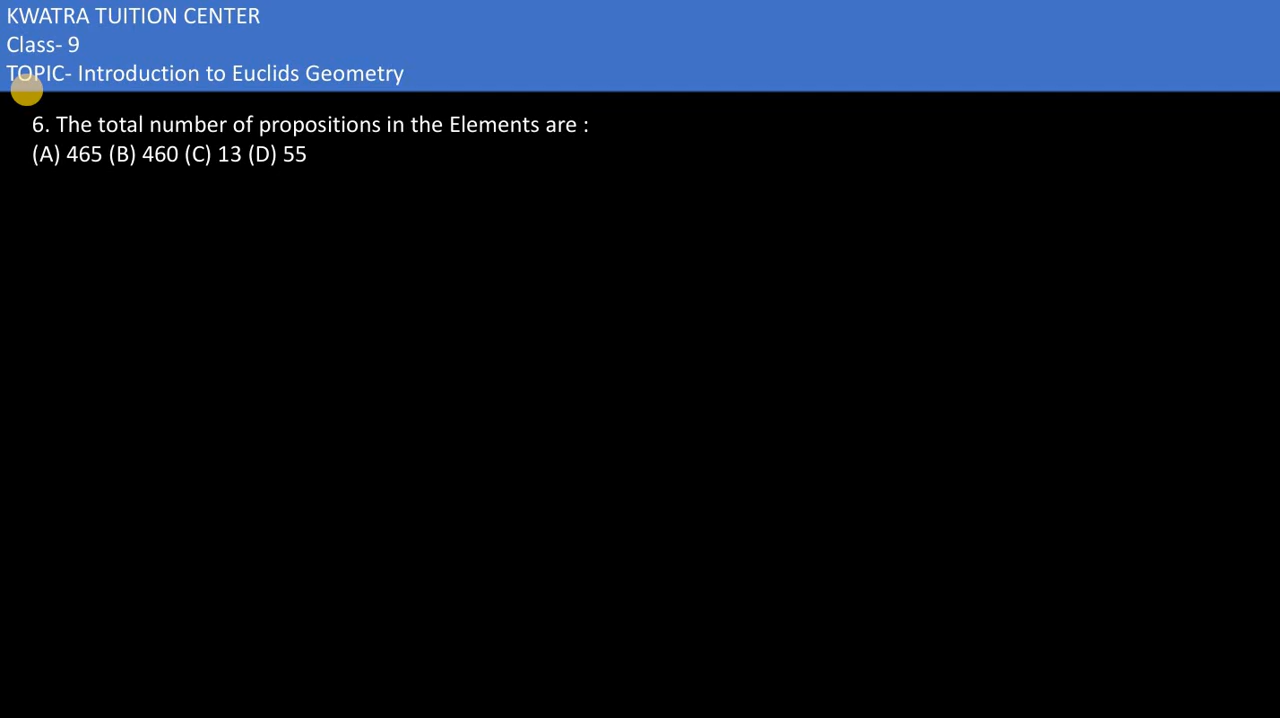 KWATRA TUITION CENTER
Class- 9
TOPIC- Introduction to Euclids Geometry
6. The total number of propositions in the Elements are :
(A) 465 (B) 460 (C) 13 (D) 55